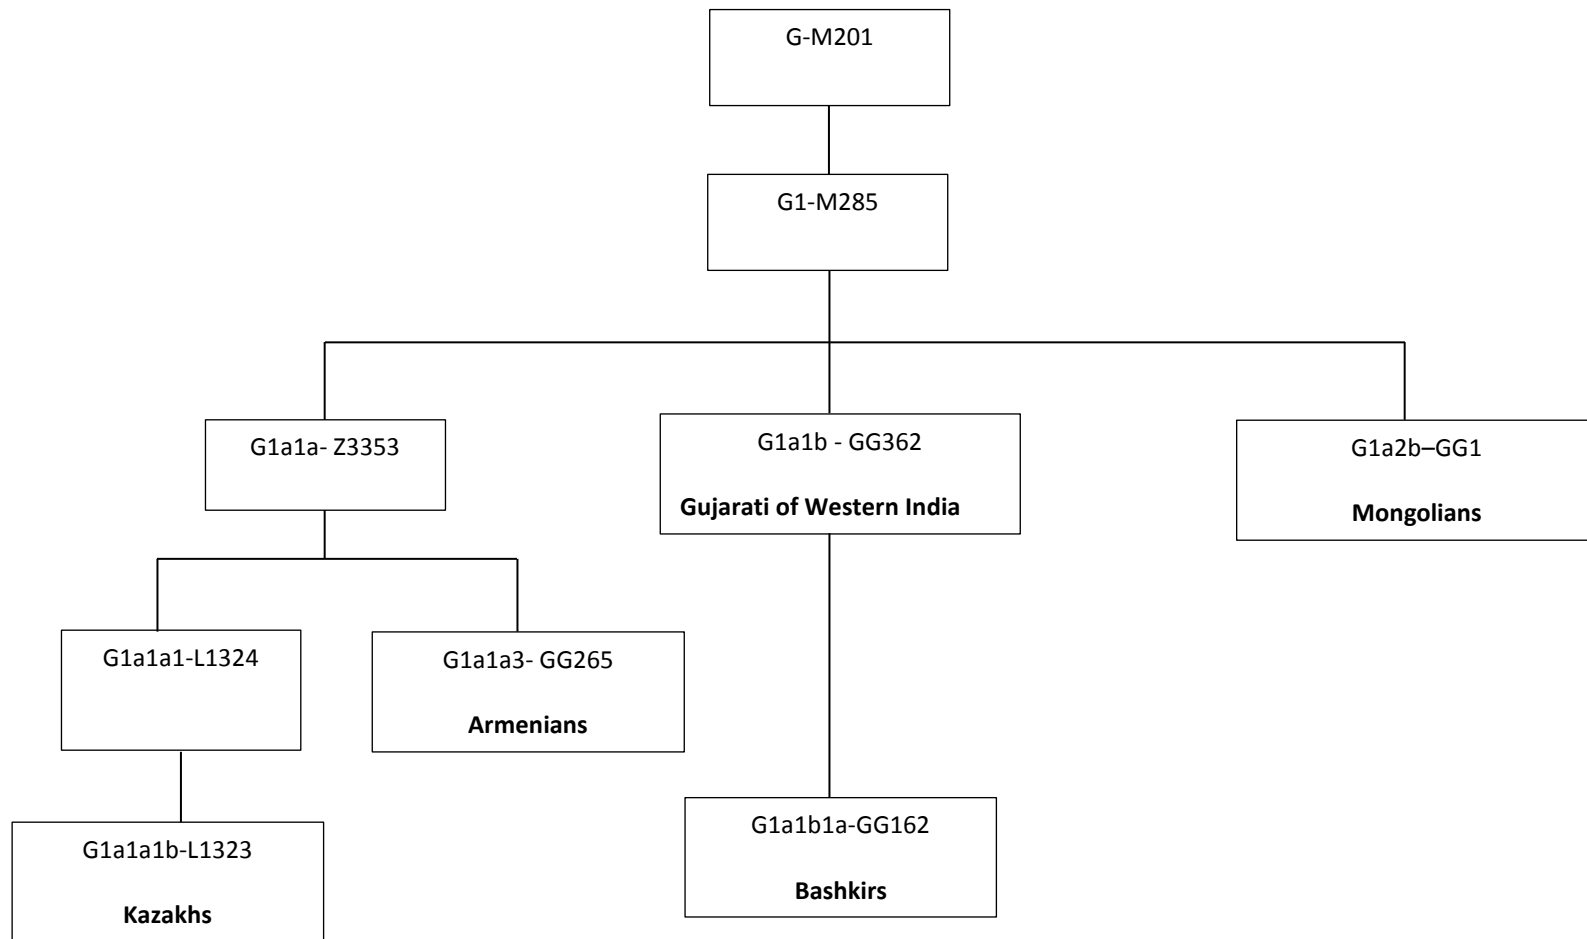 G-M201
G1-M285
G1a1a- Z3353
G1a1b - GG362
Gujarati of Western India
G1a2b–GG1
Mongolians
G1a1a1-L1324
G1a1a3- GG265
Armenians
G1a1a1b-L1323
Kazakhs
G1a1b1a-GG162
Bashkirs